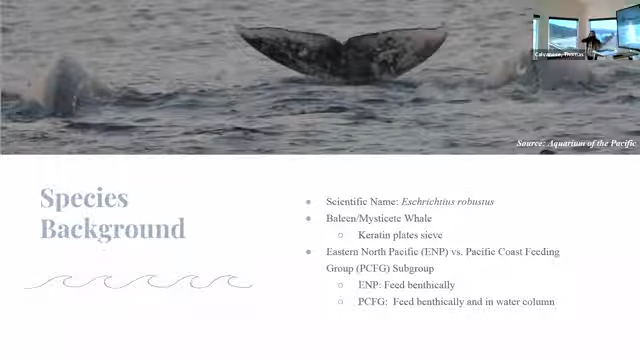 Calvanese, Thomas
Source: Aquarium of the Pacific
Species
Background
● Scientific Name: Eschrichtius robustus
● Baleen/Mysticete Whale
○ Keratin plates sieve
● Eastern North Pacific (ENP) vs. Pacific Coast Feeding
Group (PCFG) Subgroup
○ ENP: Feed benthically
○ PCFG: Feed benthically and in water column